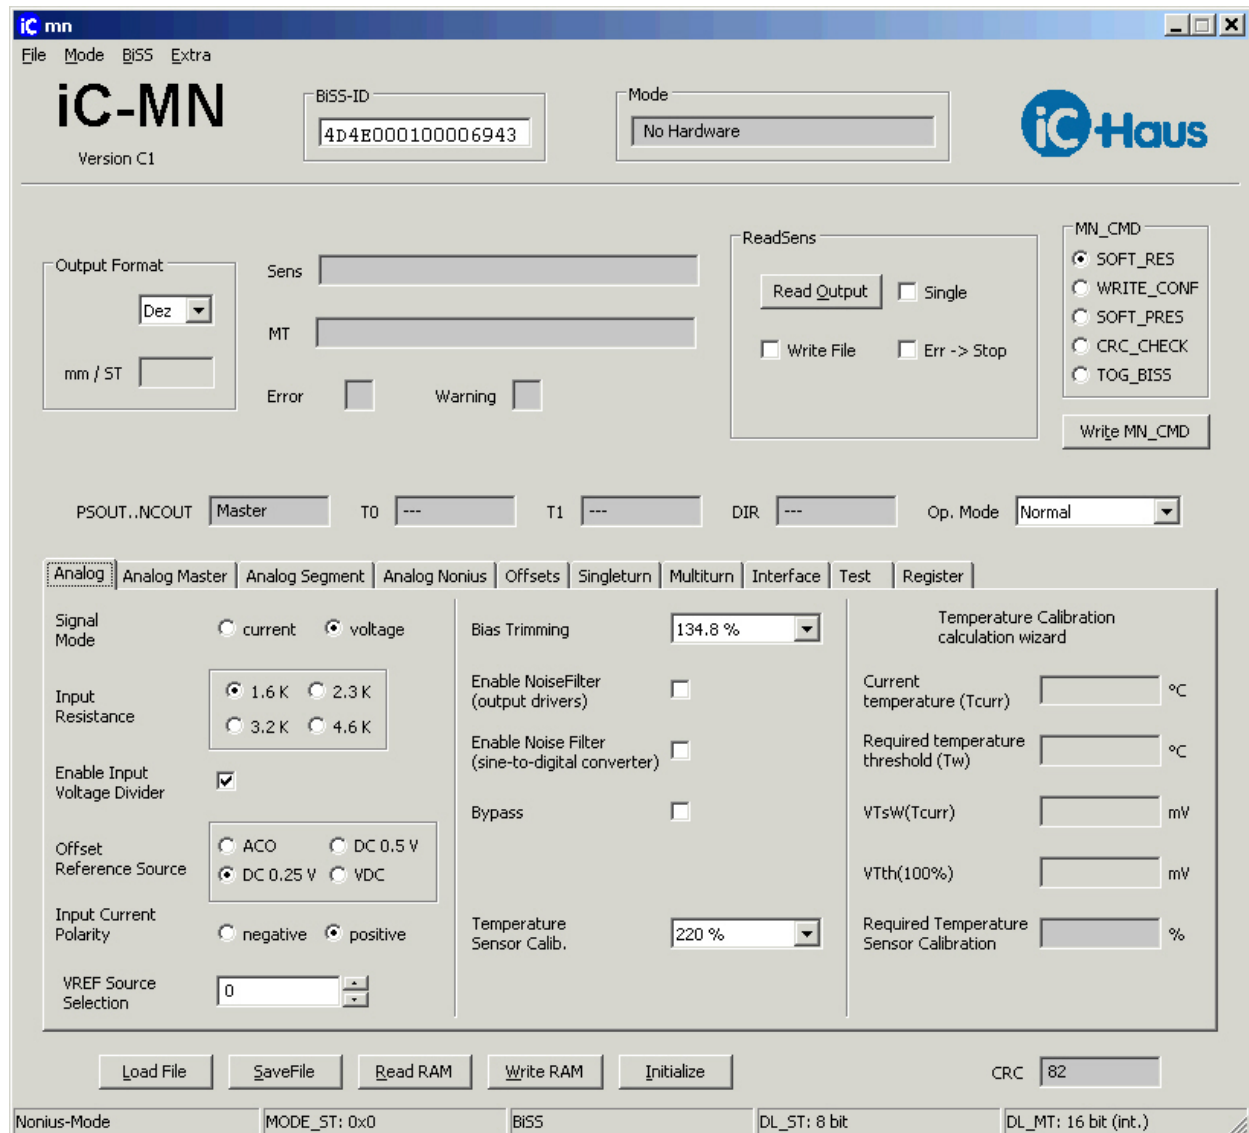 iC mn
File Mode BiSS Extra
iC-MN
Version C1
BiSS-ID
4D4E000100006943
Mode
No Hardware
iC Haus
Output Format
Dez
mm / ST
Sens
MT
Error
Warning
ReadSens
Read Output
Single
Write File
Err -> Stop
MN_CMD
SOFT_RES
WRITE_CONF
SOFT_PRES
CRC_CHECK
TOG_BISS
Write MN_CMD
PSOUT..NCOUT Master T0 --- T1 --- DIR --- Op. Mode Normal
Analog Analog Master Analog Segment Analog Nonius Offsets Singleturn Multiturn Interface Test Register
Signal
Mode
current voltage
Input
Resistance
1.6 K 2.3 K
3.2 K 4.6 K
Enable Input
Voltage Divider
Offset
Reference Source
ACO DC 0.5 V
DC 0.25 V VDC
Input Current
Polarity
negative positive
VREF Source
Selection
0
Bias Trimming
134.8 %
Enable NoiseFilter
(output drivers)
Enable Noise Filter
(sine-to-digital converter)
Bypass
Temperature
Sensor Calib.
220 %
Temperature Calibration
calculation wizard
Current
temperature (Tcurr)
°C
Required temperature
threshold (Tw)
°C
VTsW(Tcurr)
mV
VTth(100%)
mV
Required Temperature
Sensor Calibration
%
Load File SaveFile Read RAM Write RAM Initialize
CRC 82
Nonius-Mode MODE_ST: 0x0 BiSS DL_ST: 8 bit DL_MT: 16 bit (int.)